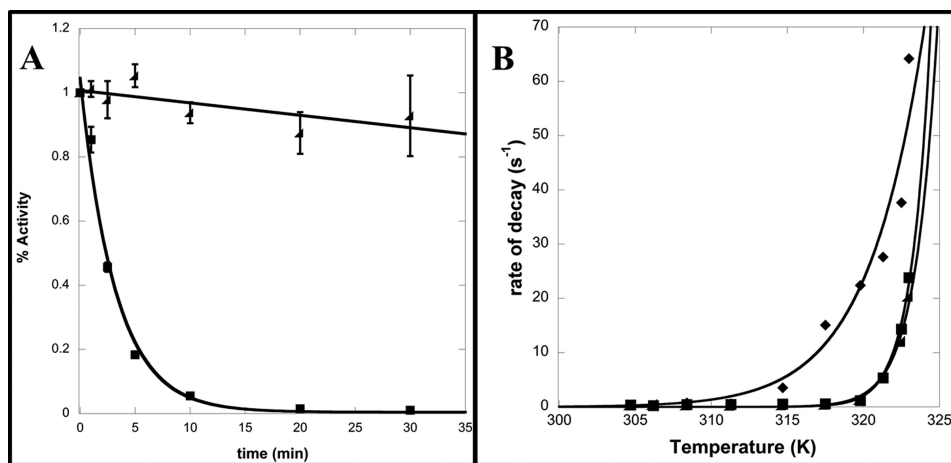 A
% Activity
1.2
1
0.8
0.6
0.4
0.2
0
0 5 10 15 20 25 30 35
time (min)
B
rate of decay (s-1)
70
60
50
40
30
20
10
0
300 305 310 315 320 325
Temperature (K)